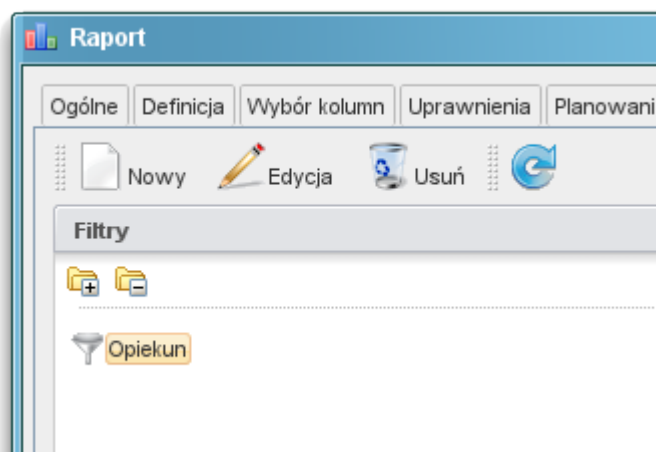 Raport
Ogólne Definicja Wybór kolumn Uprawnienia Planowani
Nowy Edycja Usuń
Filtry
Opiekun